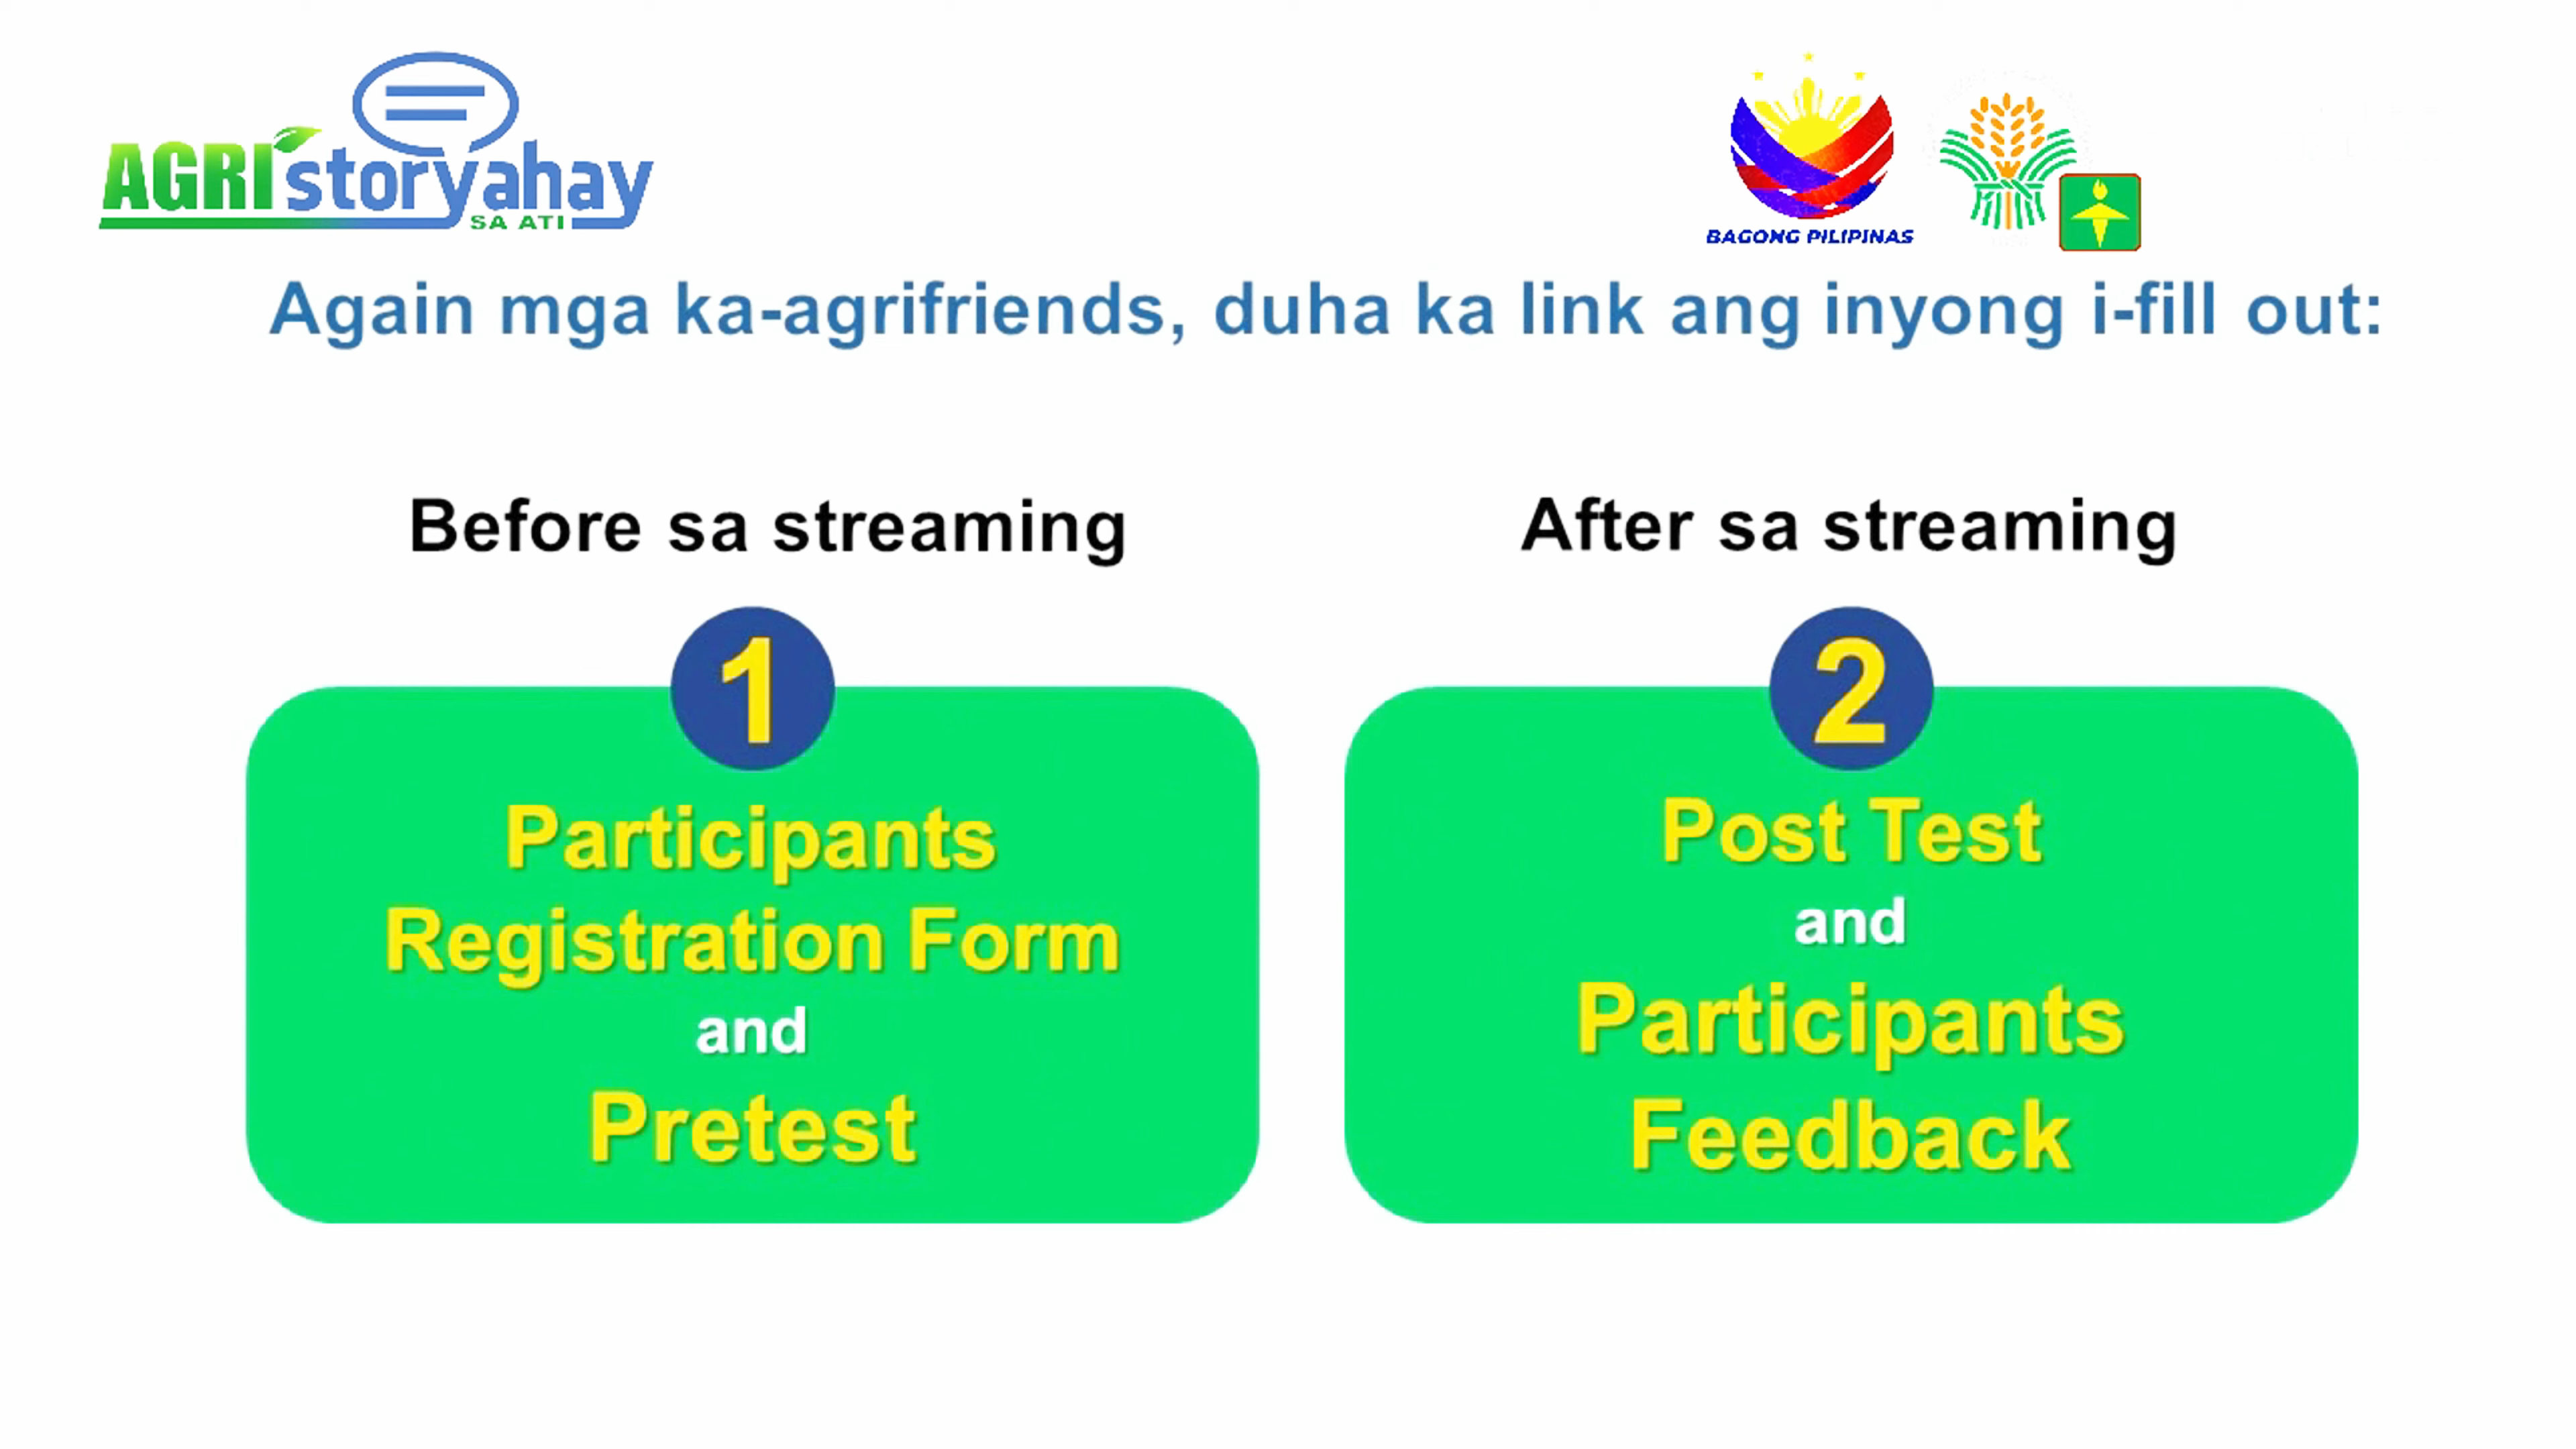 AGRIstoryahay
SA ATI
BAGONG PILIPINAS
Again mga ka-agrifriends, duha ka link ang inyong i-fill out:
Before sa streaming
After sa streaming
1
Participants
Registration Form
and
Pretest
2
Post Test
and
Participants
Feedback